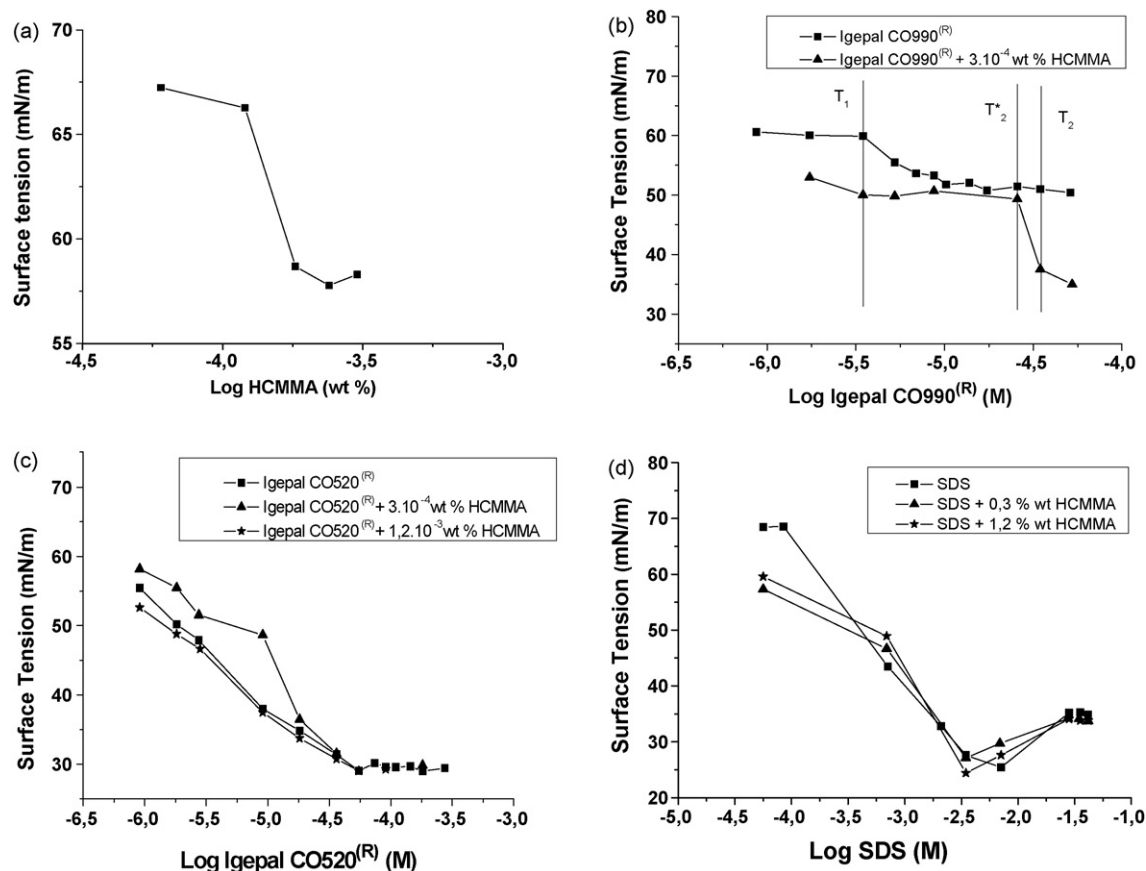 (a)
70
65
60
55
Surface tension (mN/m)
-4,5 -4,0 -3,5 -3,0
Log HCMMA (wt %)
(b)
80
70
60
50
40
30
Surface Tension (mN/m)
Igepal CO990(R)
Igepal CO990(R) + 3.10-4 wt % HCMMA
T1
T*2
T2
-6,5 -6,0 -5,5 -5,0 -4,5 -4,0
Log Igepal CO990(R) (M)
(c)
70
60
50
40
30
Surface Tension (mN/m)
Igepal CO520(R)
Igepal CO520(R) + 3.10-4 wt % HCMMA
Igepal CO520(R) + 1,2.10-3 wt % HCMMA
-6,5 -6,0 -5,5 -5,0 -4,5 -4,0 -3,5 -3,0
Log Igepal CO520(R) (M)
(d)
80
70
60
50
40
30
20
Surface Tension (mN/m)
SDS
SDS + 0,3 % wt HCMMA
SDS + 1,2 % wt HCMMA
-5,0 -4,5 -4,0 -3,5 -3,0 -2,5 -2,0 -1,5 -1,0
Log SDS (M)